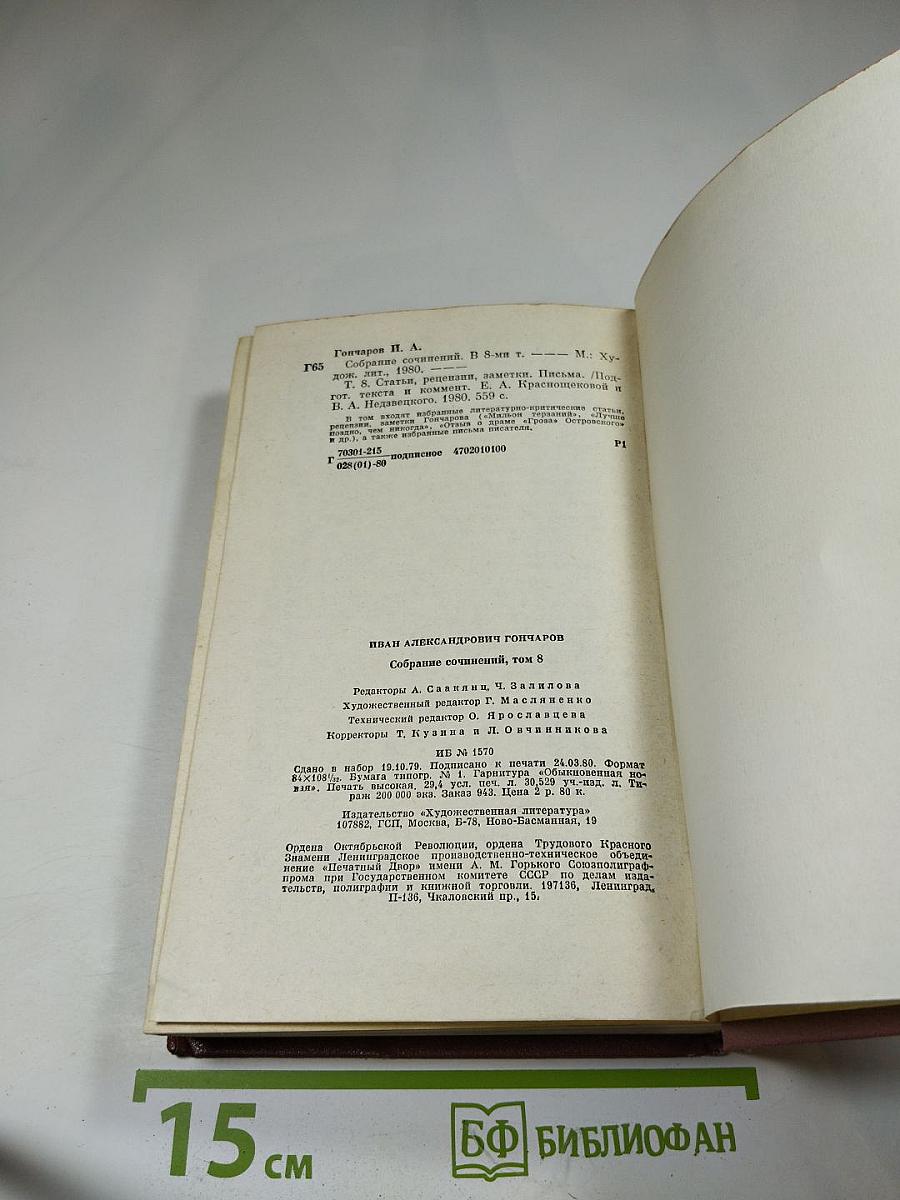 Гончаров И. А.
Г65 Собрание сочинений. В 8-ми т. — — — М.: Ху-
дож. лит., 1980. — — —
Т. 8. Статьи, рецензии, заметки. Письма. /Под-
гот. текста и коммент. Е. А. Краснощековой и
В. А. Недзвецкого. 1980. 559 с.
В том входят избранные литературно-критические статьи,
рецензии, заметки Гончарова («Мильон терзаний», «Лучше
поздно, чем никогда», «Отзыв о драме «Гроза» Островского»
и др.), а также избранные письма писателя.
Г 70301-215 подписное 4702010100 Р1
028(01)-80
ИВАН АЛЕКСАНДРОВИЧ ГОНЧАРОВ
Собрание сочинений, том 8
Редакторы А. Саакянц, Ч. Залилова
Художественный редактор Г. Масляненко
Технический редактор О. Ярославцева
Корректоры Т. Кузина и Л. Овчинникова
ИБ № 1570
Сдано в набор 19.10.79. Подписано к печати 24.03.80. Формат
84×108¹/₃₂. Бумага типогр. № 1. Гарнитура «Обыкновенная но-
вая». Печать высокая. 29,4 усл. печ. л. 30,529 уч.-изд. л. Ти-
раж 200 000 экз. Заказ 943. Цена 2 р. 80 к.
Издательство «Художественная литература»
107882, ГСП, Москва, Б-78, Ново-Басманная, 19
Ордена Октябрьской Революции, ордена Трудового Красного
Знамени Ленинградское производственно-техническое объеди-
нение «Печатный Двор» имени А. М. Горького Союзполиграф-
прома при Государственном комитете СССР по делам изда-
тельств, полиграфии и книжной торговли. 197136, Ленинград,
П-136, Чкаловский пр., 15.
15 см
БФ БИБЛИОФАН